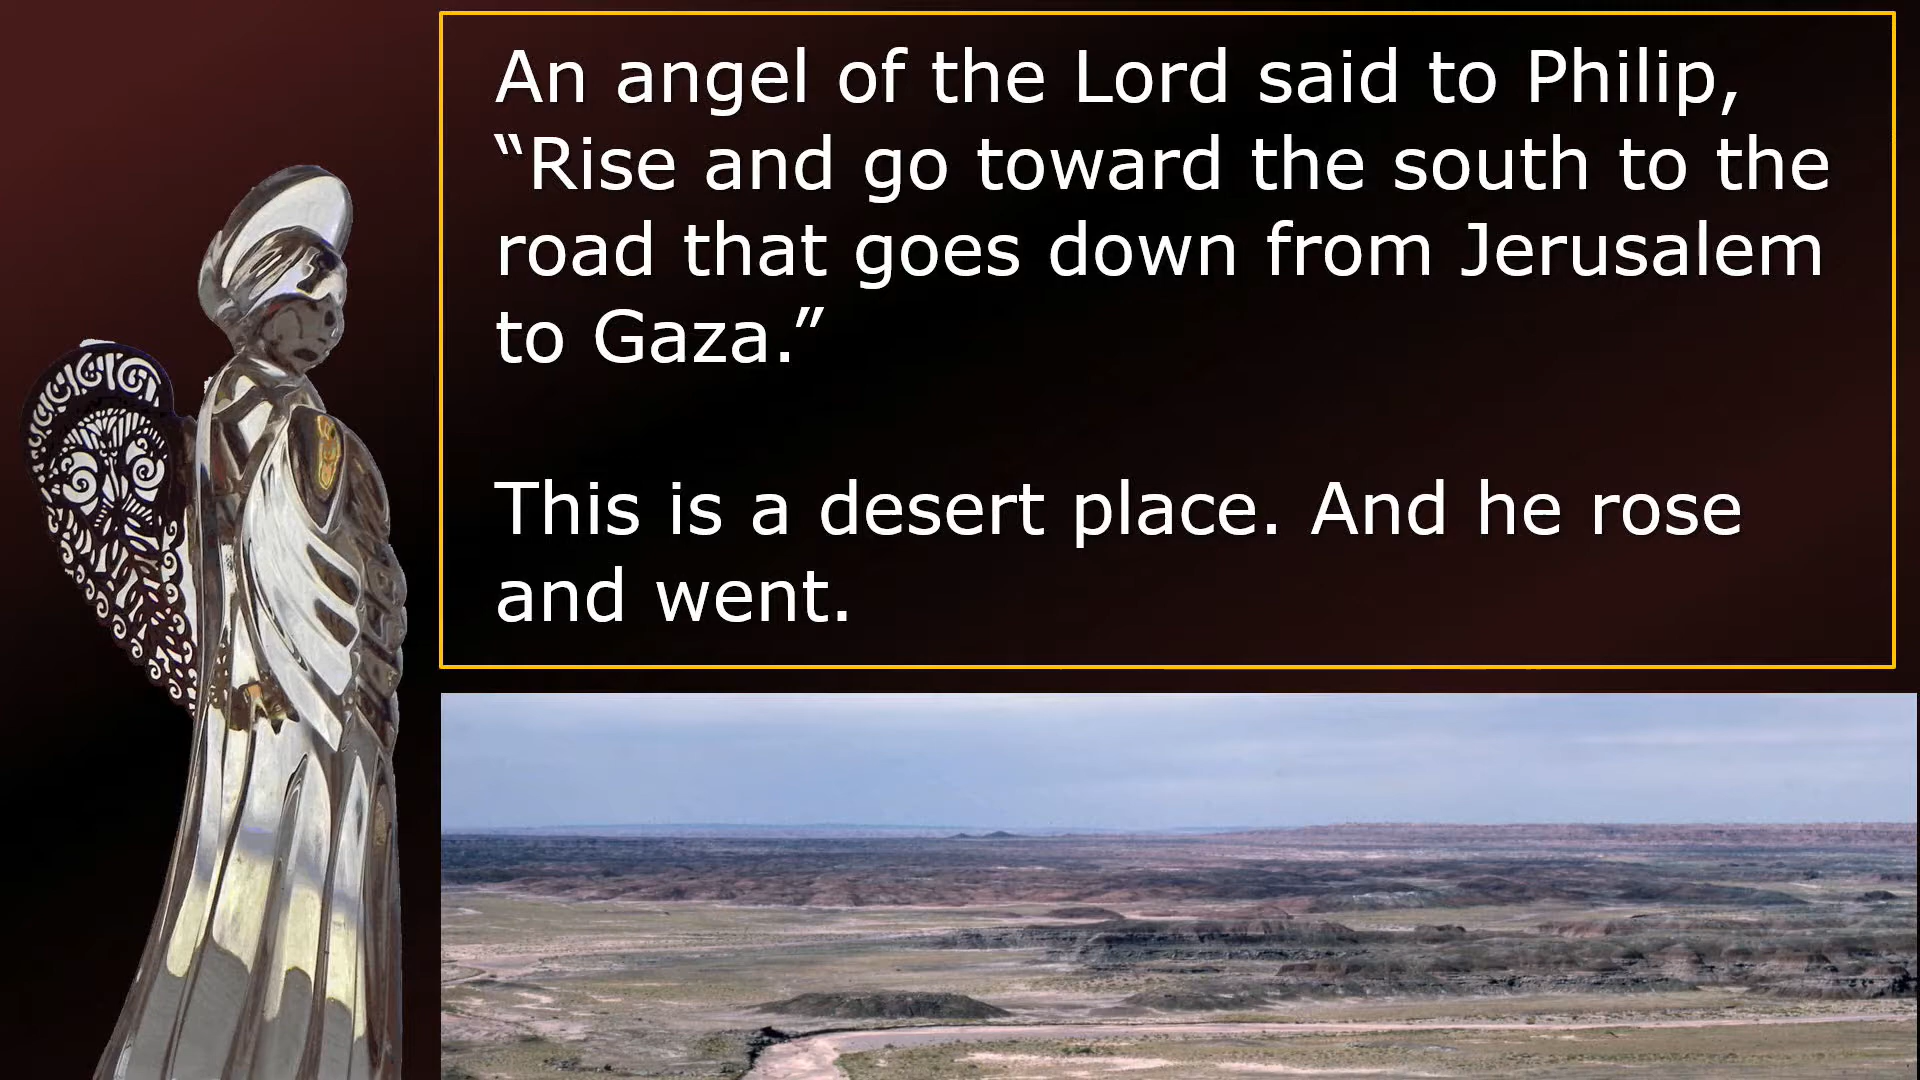 An angel of the Lord said to Philip,
“Rise and go toward the south to the
road that goes down from Jerusalem
to Gaza.”
This is a desert place. And he rose
and went.